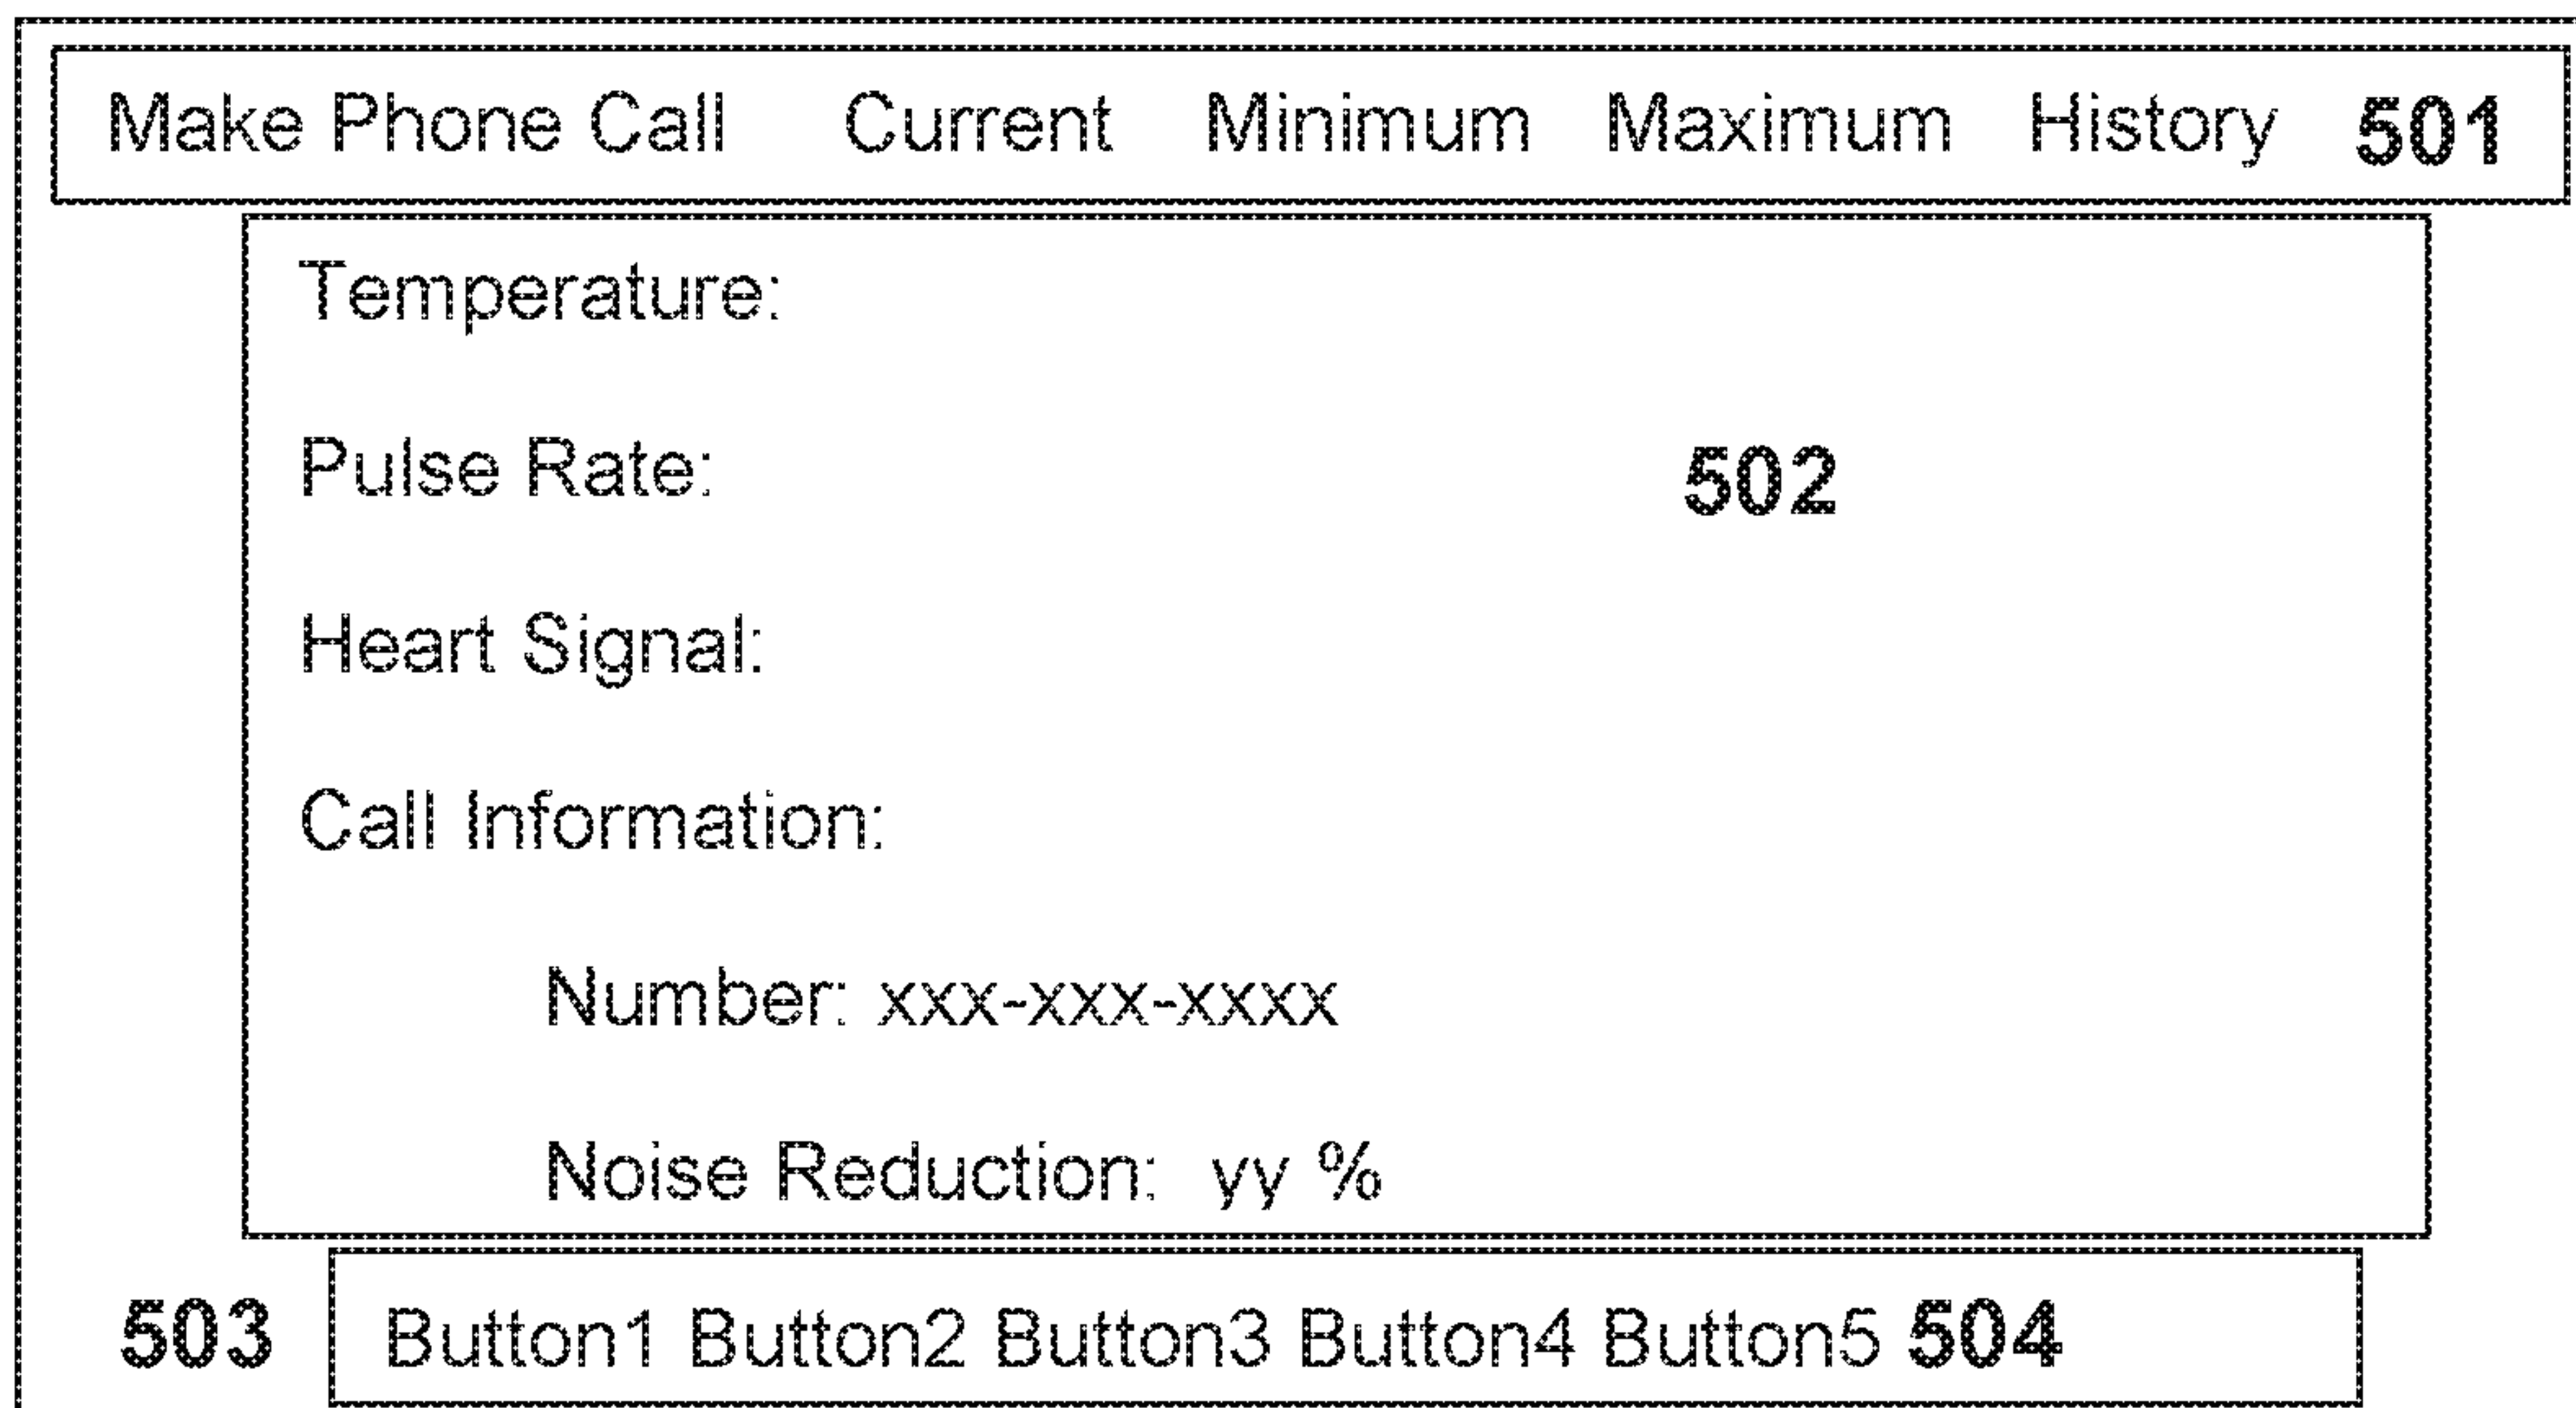 Make Phone Call Current Minimum Maximum History 501
Temperature:
Pulse Rate: 502
Heart Signal:
Call Information:
Number: xxx-xxx-xxxx
Noise Reduction: yy %
503 Button1 Button2 Button3 Button4 Button5 504